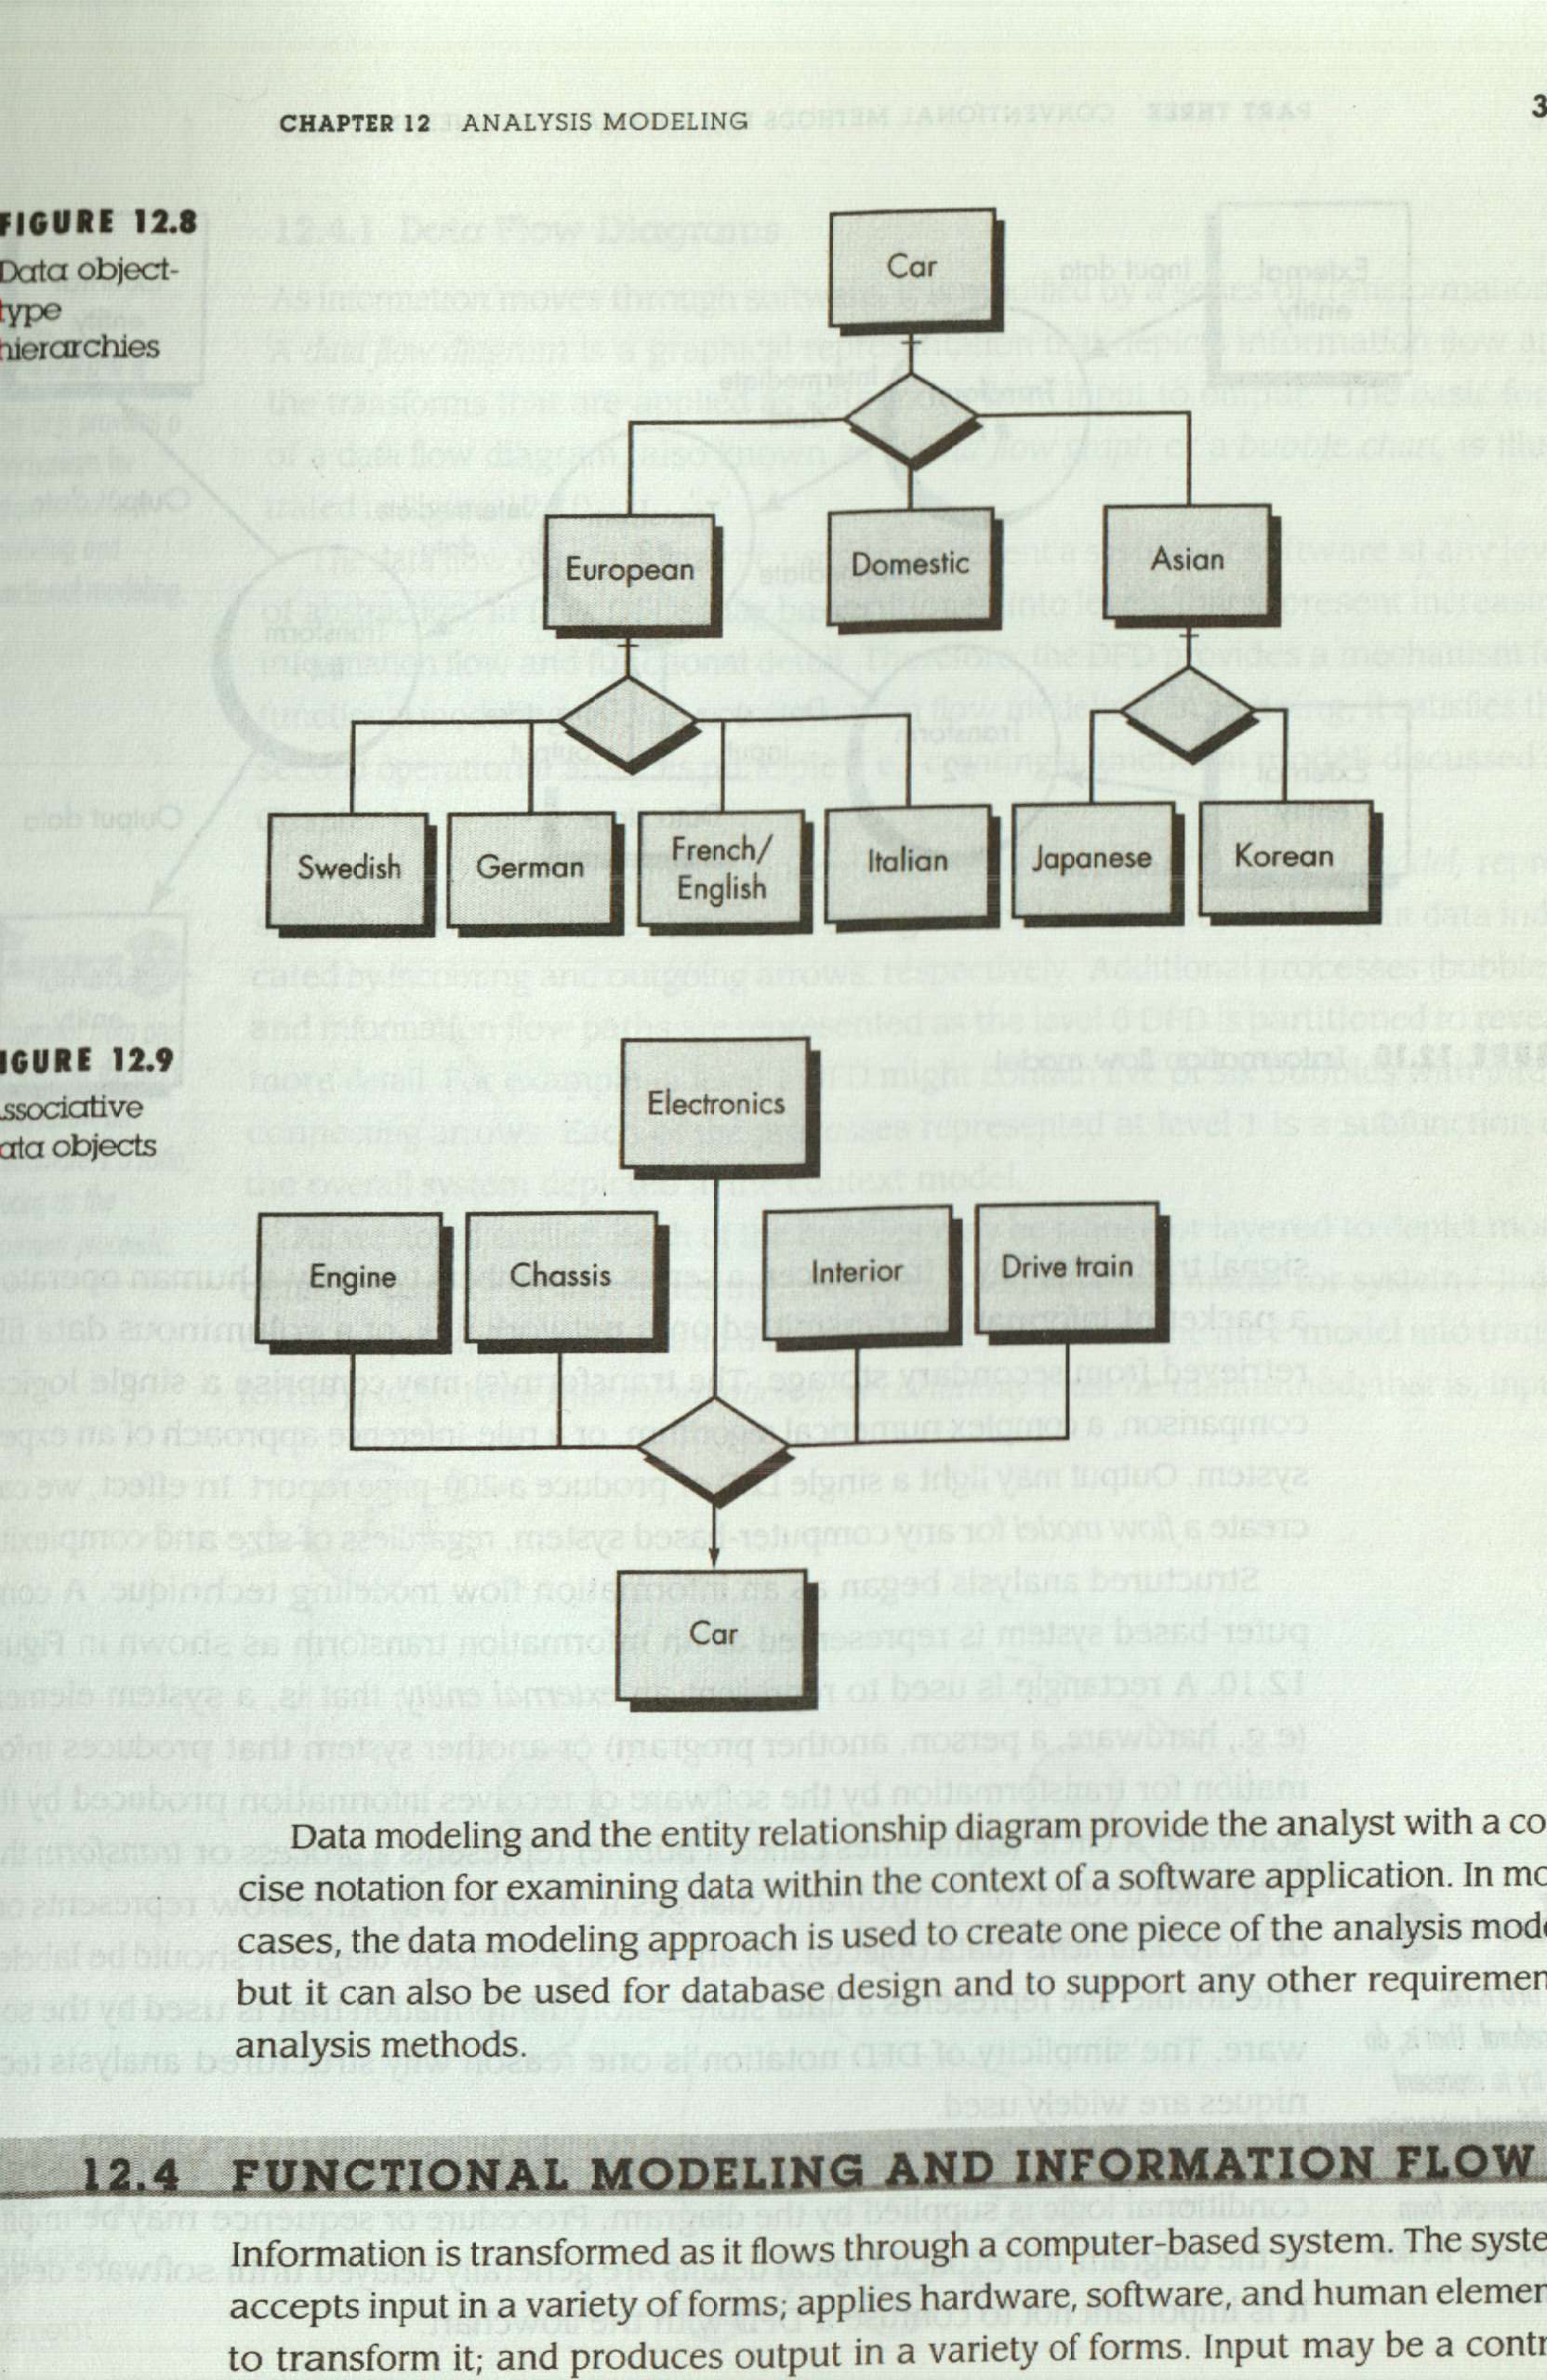 CHAPTER 12 ANALYSIS MODELING
3
FIGURE 12.8
Data object-
type
hierarchies
Car
European
Domestic
Asian
Swedish
German
French/
English
Italian
Japanese
Korean
IGURE 12.9
ssociative
ata objects
Electronics
Engine
Chassis
Interior
Drive train
Car
Data modeling and the entity relationship diagram provide the analyst with a co
cise notation for examining data within the context of a software application. In mo
cases, the data modeling approach is used to create one piece of the analysis mode
but it can also be used for database design and to support any other requiremen
analysis methods.
12.4 FUNCTIONAL MODELING AND INFORMATION FLOW
Information is transformed as it flows through a computer-based system. The syste
accepts input in a variety of forms; applies hardware, software, and human elemen
to transform it; and produces output in a variety of forms. Input may be a contr